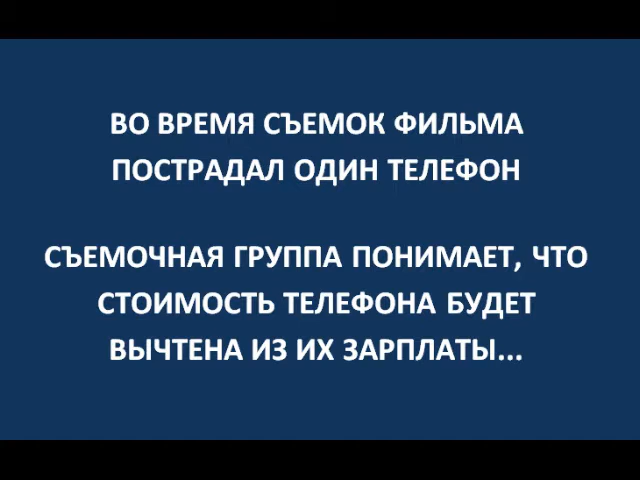 ВО ВРЕМЯ СЪЕМОК ФИЛЬМА
ПОСТРАДАЛ ОДИН ТЕЛЕФОН
СЪЕМОЧНАЯ ГРУППА ПОНИМАЕТ, ЧТО
СТОИМОСТЬ ТЕЛЕФОНА БУДЕТ
ВЫЧТЕНА ИЗ ИХ ЗАРПЛАТЫ...